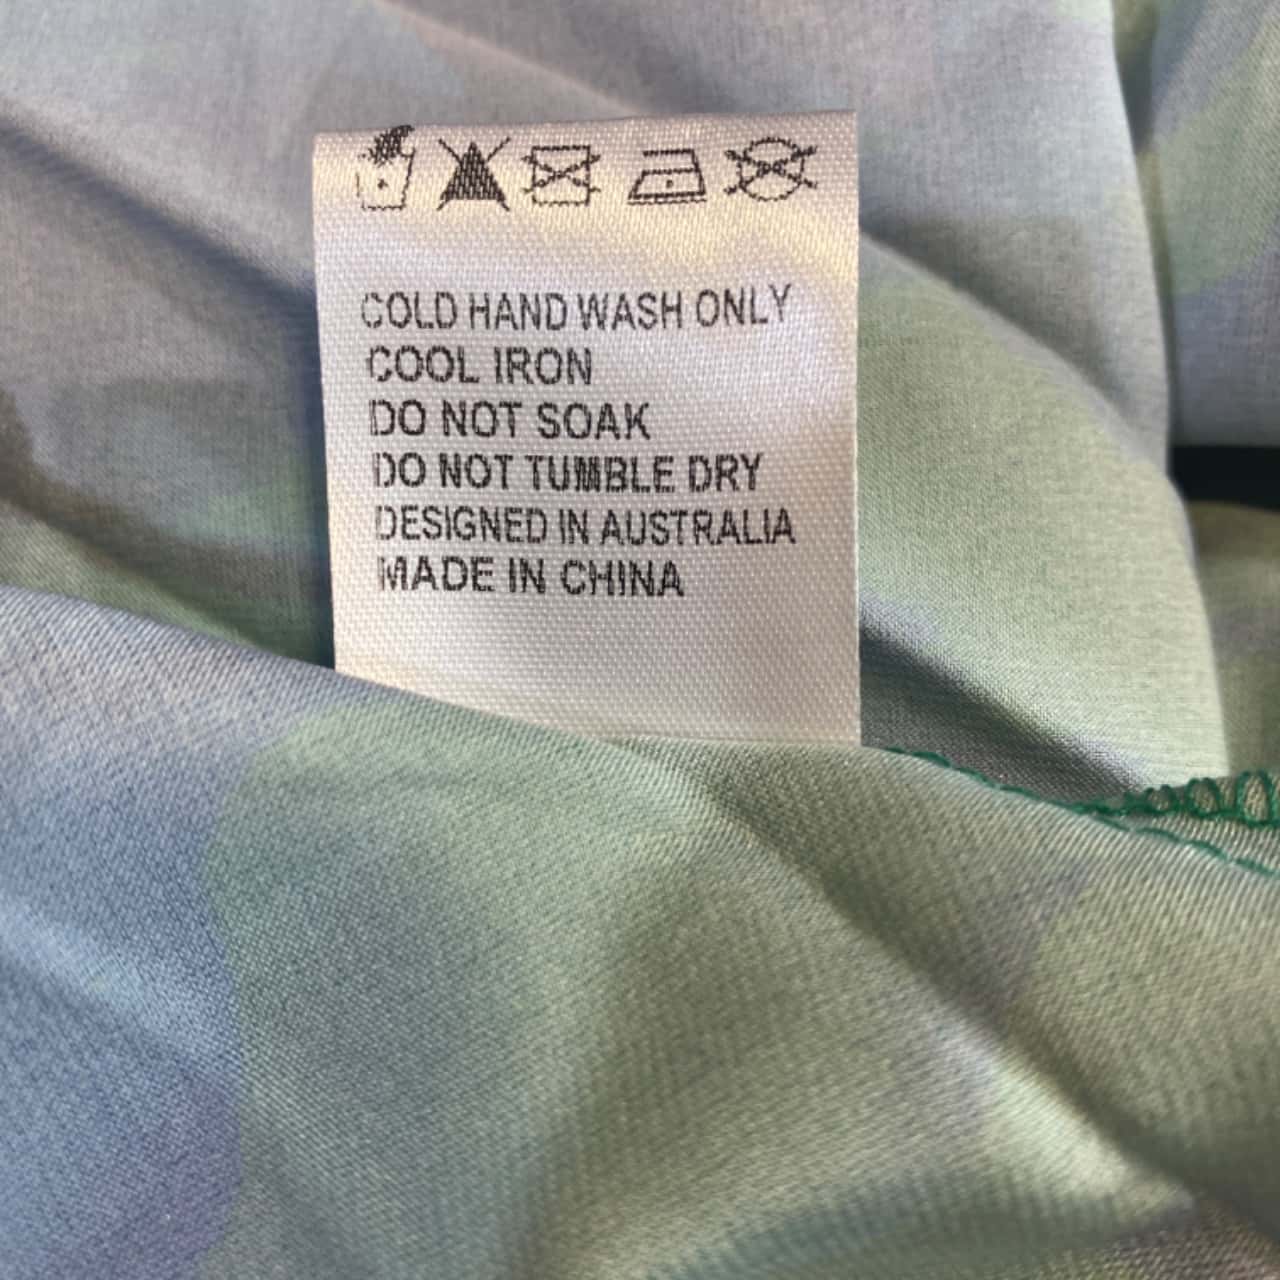 COLD HAND WASH ONLY
COOL IRON
DO NOT SOAK
DO NOT TUMBLE DRY
DESIGNED IN AUSTRALIA
MADE IN CHINA